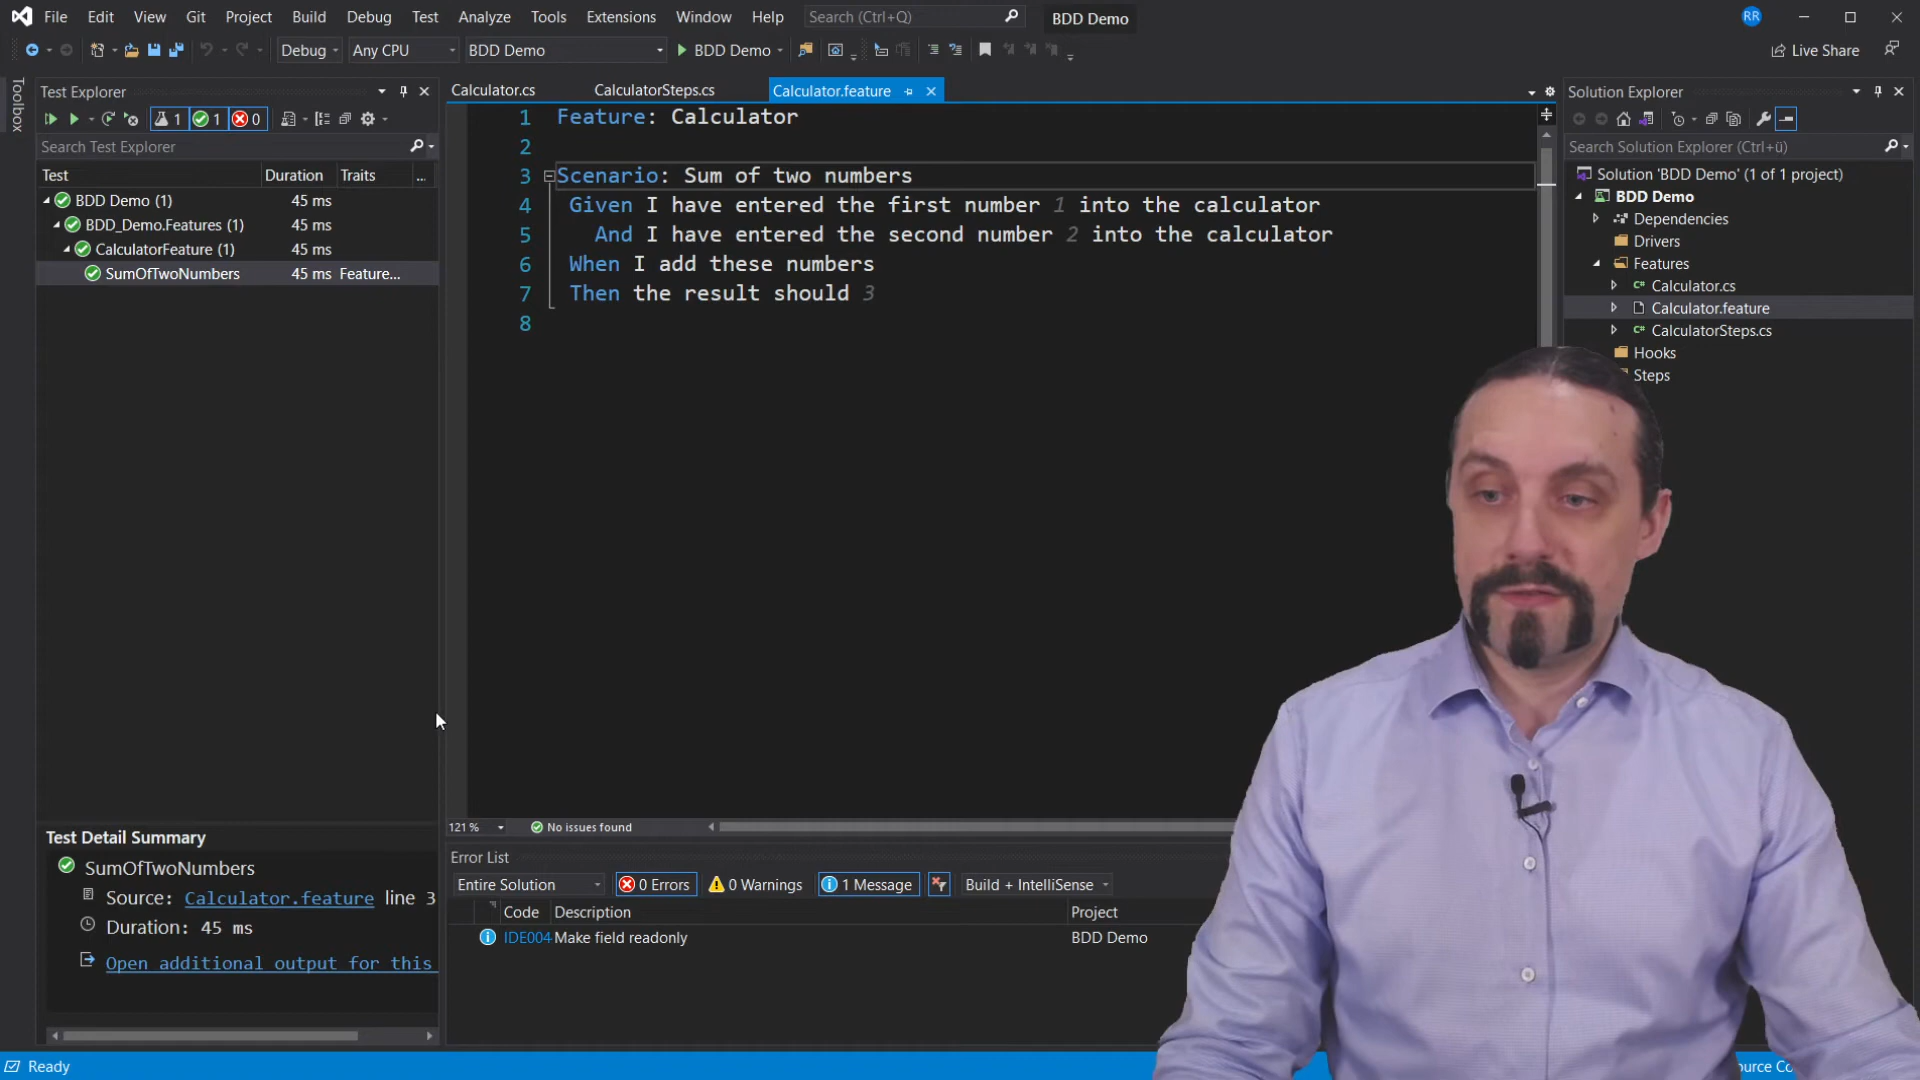 File Edit View Git Project Build Debug Test Analyze Tools Extensions Window Help Search (Ctrl+Q) BDD Demo RR
Debug Any CPU BDD Demo BDD Demo Live Share
Toolbox
Test Explorer
1 1 0
Search Test Explorer
Test Duration Traits ...
BDD Demo (1) 45 ms
BDD_Demo.Features (1) 45 ms
CalculatorFeature (1) 45 ms
SumOfTwoNumbers 45 ms Feature...
Test Detail Summary
SumOfTwoNumbers
Source: Calculator.feature line 3
Duration: 45 ms
Open additional output for this
Calculator.cs CalculatorSteps.cs Calculator.feature
1 Feature: Calculator
2
3 Scenario: Sum of two numbers
4 Given I have entered the first number 1 into the calculator
5 And I have entered the second number 2 into the calculator
6 When I add these numbers
7 Then the result should 3
8
121 % No issues found
Error List
Entire Solution 0 Errors 0 Warnings 1 Message Build + IntelliSense
Code Description Project
IDE004 Make field readonly BDD Demo
Solution Explorer
Search Solution Explorer (Ctrl+ü)
Solution 'BDD Demo' (1 of 1 project)
BDD Demo
Dependencies
Drivers
Features
Calculator.cs
Calculator.feature
CalculatorSteps.cs
Hooks
Steps
Ready